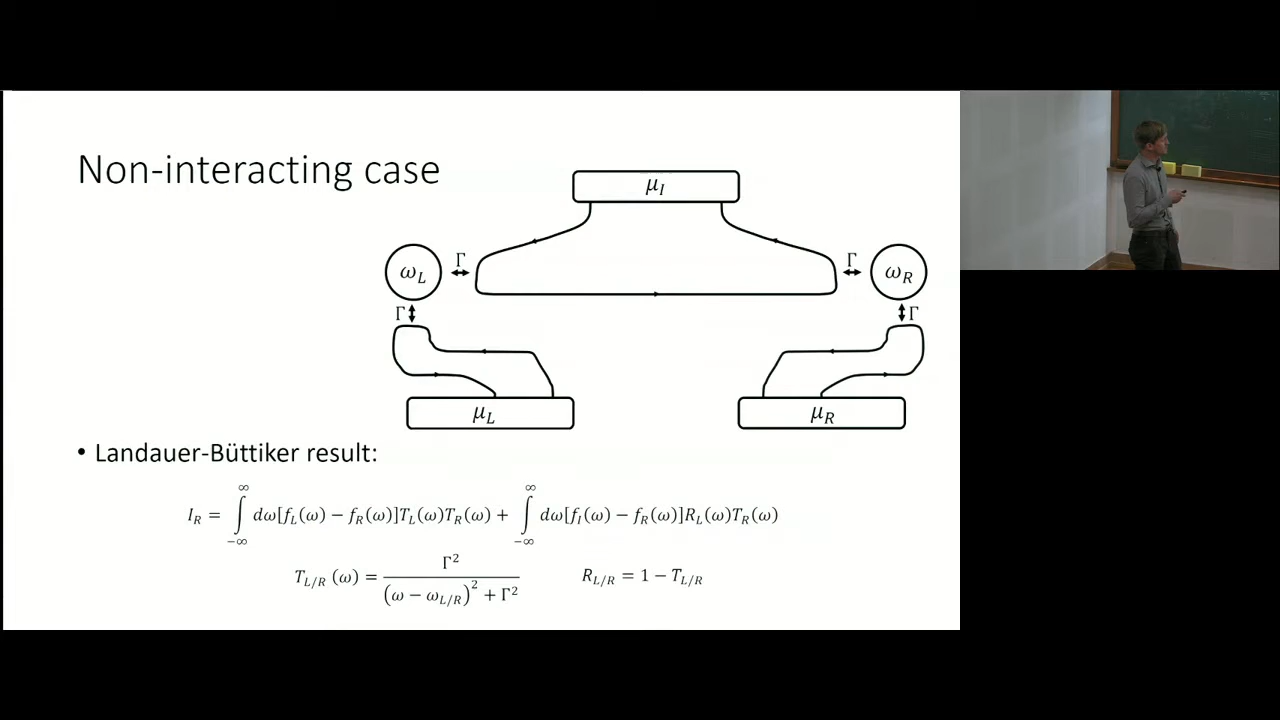 Non-interacting case
μ_I
ω_L
Γ
Γ
ω_R
Γ
Γ
μ_L
μ_R
• Landauer-Büttiker result:
I_R = ∫_{-∞}^{∞} dω[f_L(ω) − f_R(ω)]T_L(ω)T_R(ω) + ∫_{-∞}^{∞} dω[f_I(ω) − f_R(ω)]R_L(ω)T_R(ω)
T_{L/R} (ω) = Γ² / ((ω − ω_{L/R})² + Γ²) R_{L/R} = 1 − T_{L/R}